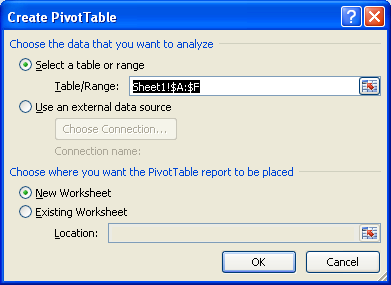 Create PivotTable
Choose the data that you want to analyze
Select a table or range
Table/Range: Sheet1!$A:$F
Use an external data source
Choose Connection...
Connection name:
Choose where you want the PivotTable report to be placed
New Worksheet
Existing Worksheet
Location:
OK Cancel